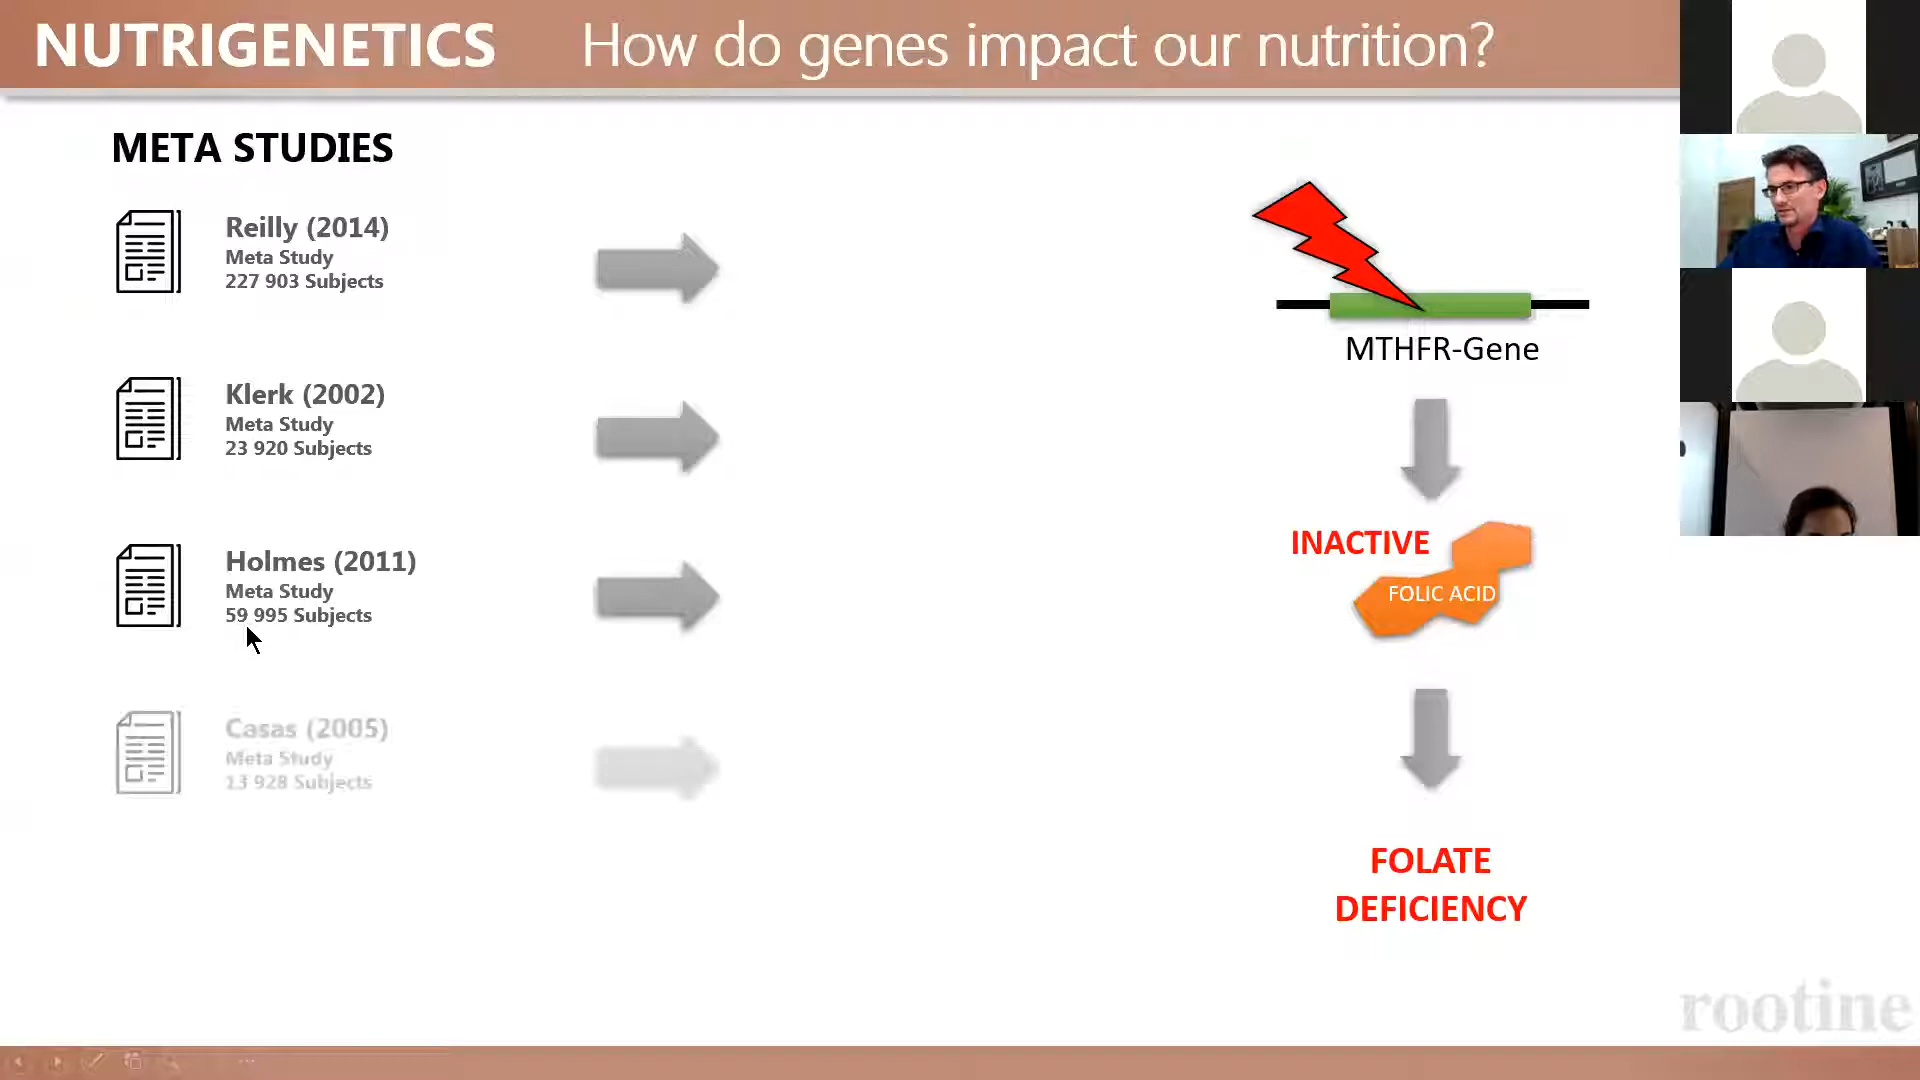 NUTRIGENETICS How do genes impact our nutrition?
META STUDIES
Reilly (2014)
Meta Study
227 903 Subjects
Klerk (2002)
Meta Study
23 920 Subjects
Holmes (2011)
Meta Study
59 995 Subjects
Casas (2005)
Meta Study
13 928 Subjects
MTHFR-Gene
INACTIVE
FOLIC ACID
FOLATE
DEFICIENCY
rootine